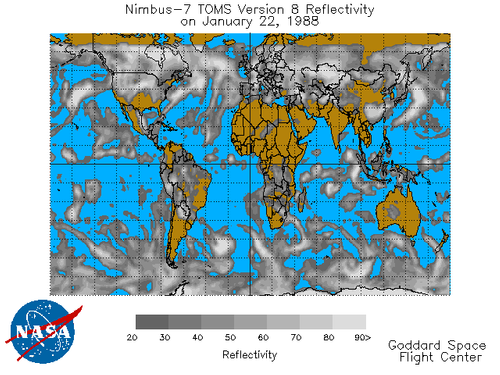 Nimbus-7 TOMS Version 8 Reflectivity
on January 22, 1988
20 30 40 50 60 70 80 90>
Reflectivity
NASA
Goddard Space
Flight Center